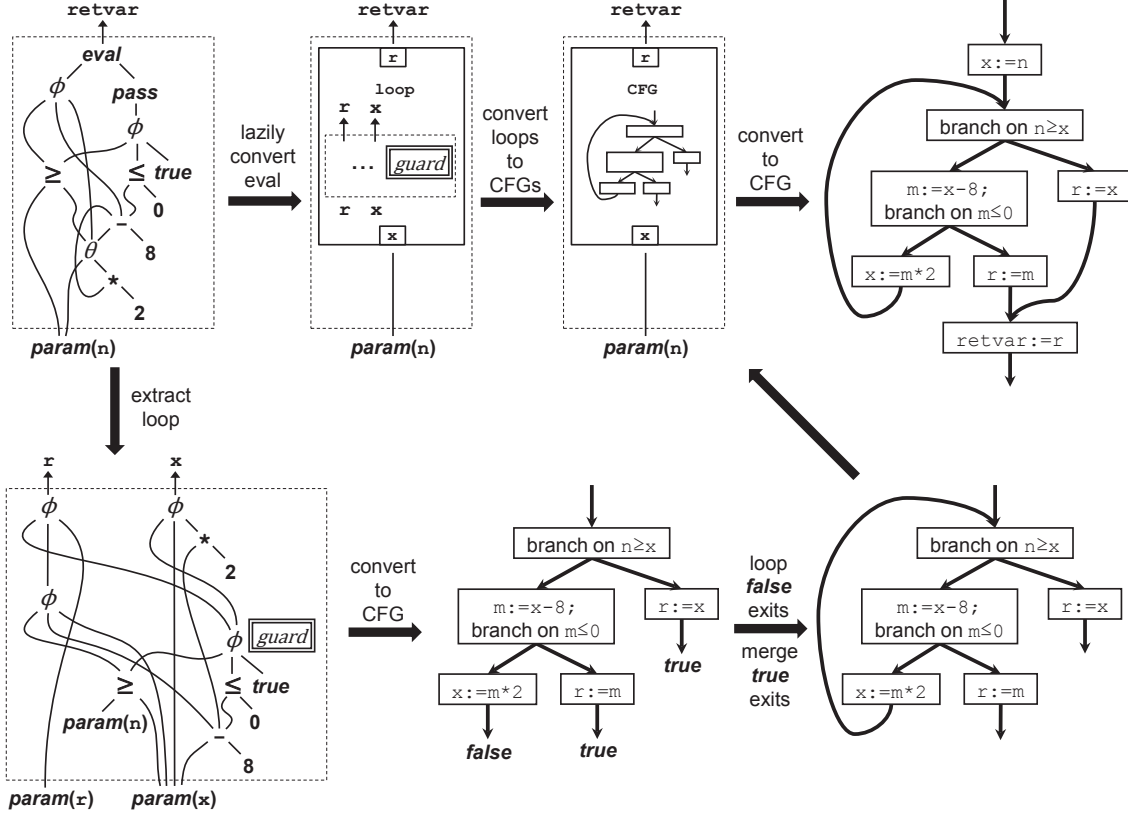 retvar
eval
ϕ
pass
ϕ
≥
≤
true
0
-
8
θ
*
2
param(n)
lazily
convert
eval
retvar
r
loop
r x
... guard
r x
x
param(n)
convert
loops
to
CFGs
retvar
r
CFG
x
param(n)
convert
to
CFG
x:=n
branch on n≥x
m:=x-8;
branch on m≤0
r:=x
x:=m*2
r:=m
retvar:=r
extract
loop
r
x
ϕ
ϕ
*
2
ϕ
ϕ
guard
≥
≤
true
param(n)
0
-
8
param(r)
param(x)
convert
to
CFG
branch on n≥x
m:=x-8;
branch on m≤0
r:=x
true
x:=m*2
r:=m
false
true
loop
false
exits
merge
true
exits
branch on n≥x
m:=x-8;
branch on m≤0
r:=x
x:=m*2
r:=m